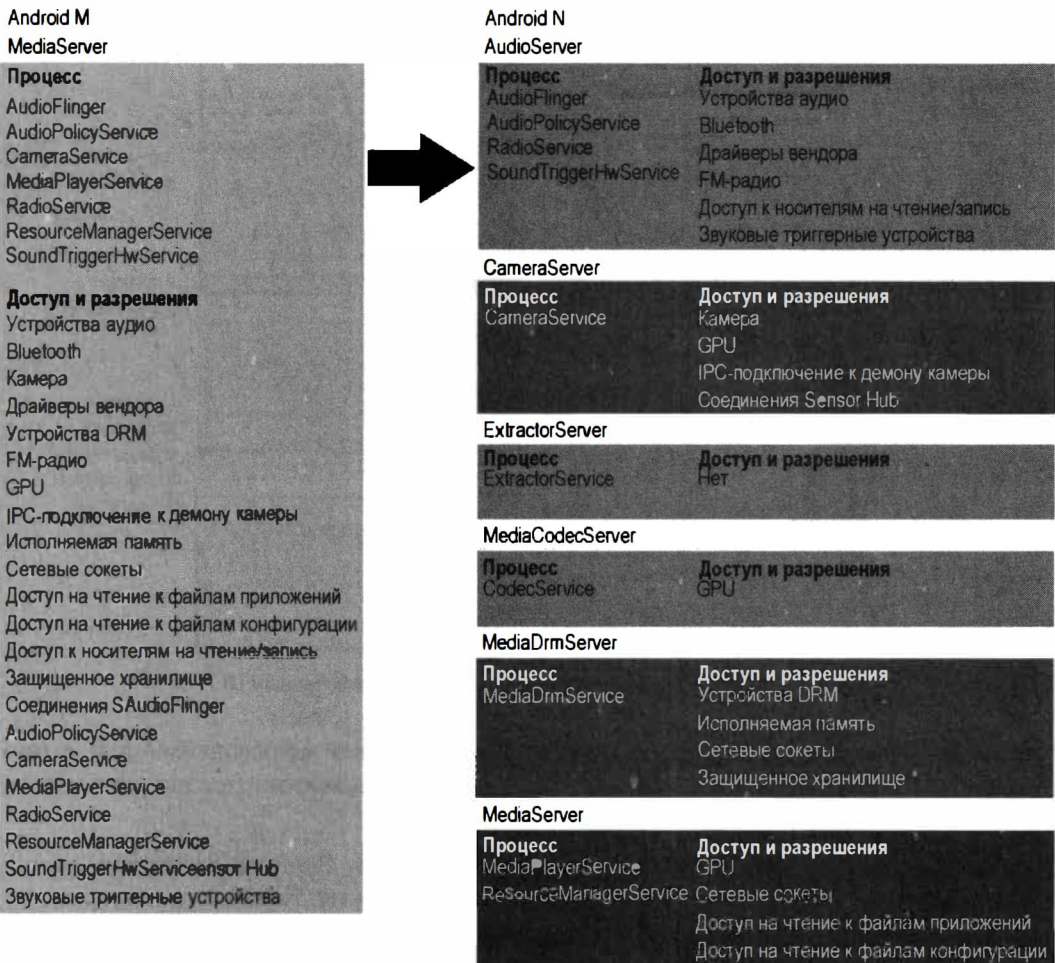 Android M
MediaServer
Процесс
AudioFlinger
AudioPolicyService
CameraService
MediaPlayerService
RadioService
ResourceManagerService
SoundTriggerHwService
Доступ и разрешения
Устройства аудио
Bluetooth
Камера
Драйверы вендора
Устройства DRM
FM-радио
GPU
IPC-подключение к демону камеры
Исполняемая память
Сетевые сокеты
Доступ на чтение к файлам приложений
Доступ на чтение к файлам конфигурации
Доступ к носителям на чтение/запись
Защищенное хранилище
Соединения SAudioFlinger
AudioPolicyService
CameraService
MediaPlayerService
RadioService
ResourceManagerService
SoundTriggerHwServiceensor Hub
Звуковые триггерные устройства
Android N
AudioServer
Процесс Доступ и разрешения
AudioFlinger Устройства аудио
AudioPolicyService Bluetooth
RadioService Драйверы вендора
SoundTriggerHwService FM-радио
Доступ к носителям на чтение/запись
Звуковые триггерные устройства
CameraServer
Процесс Доступ и разрешения
CameraService Камера
GPU
IPC-подключение к демону камеры
Соединения Sensor Hub
ExtractorServer
Процесс Доступ и разрешения
ExtractorService Нет
MediaCodecServer
Процесс Доступ и разрешения
CodecService GPU
MediaDrmServer
Процесс Доступ и разрешения
MediaDrmService Устройства DRM
Исполняемая память
Сетевые сокеты
Защищенное хранилище
MediaServer
Процесс Доступ и разрешения
MediaPlayerService GPU
ResourceManagerService Сетевые сокеты
Доступ на чтение к файлам приложений
Доступ на чтение к файлам конфигурации